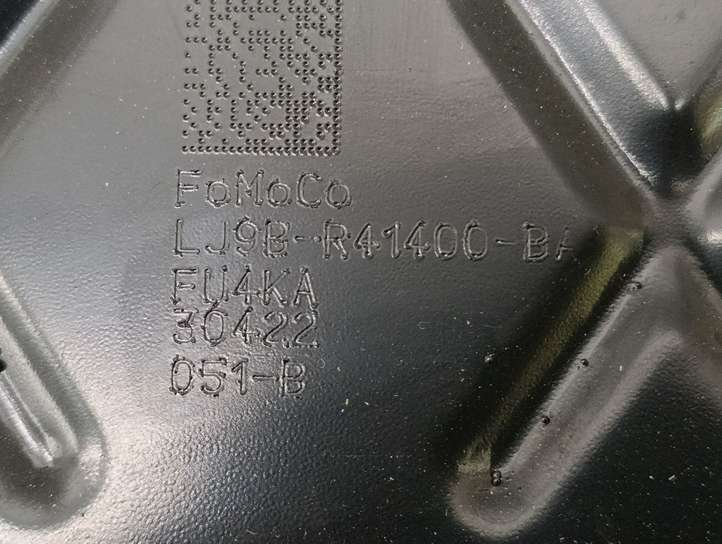 FoMoCo
LJ9B-R41400-BA
FU4KA
30422
051-B